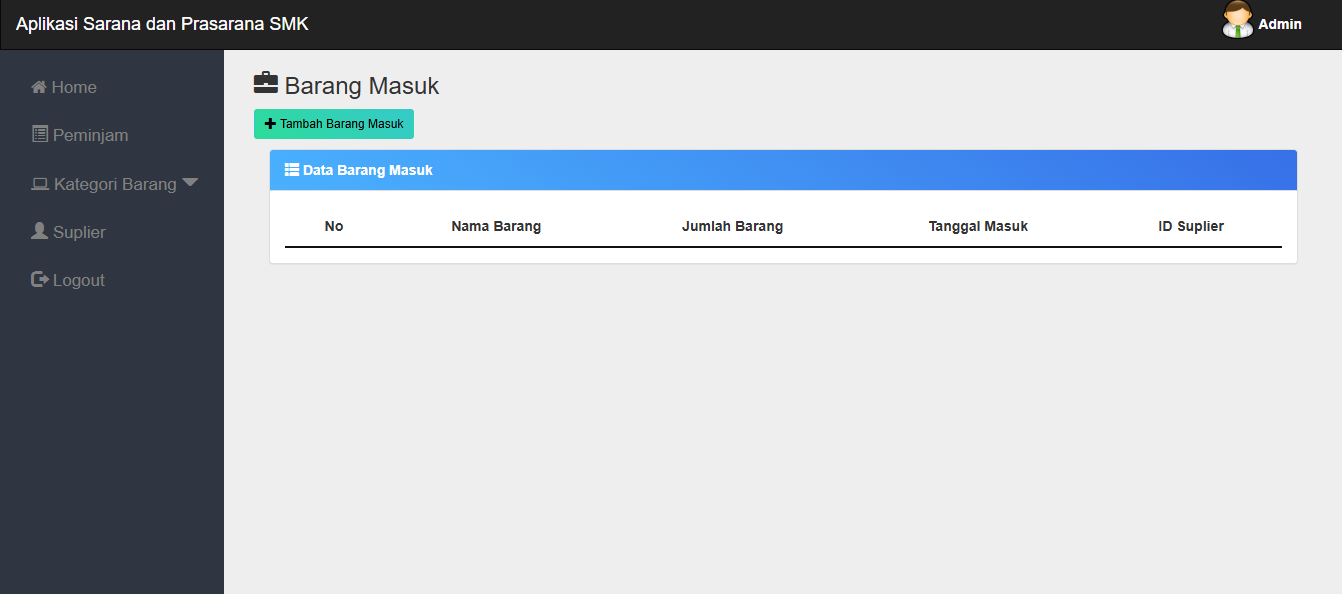 Aplikasi Sarana dan Prasarana SMK
Admin
Home
Peminjam
Kategori Barang
Suplier
Logout
Barang Masuk
Tambah Barang Masuk
Data Barang Masuk
No Nama Barang Jumlah Barang Tanggal Masuk ID Suplier